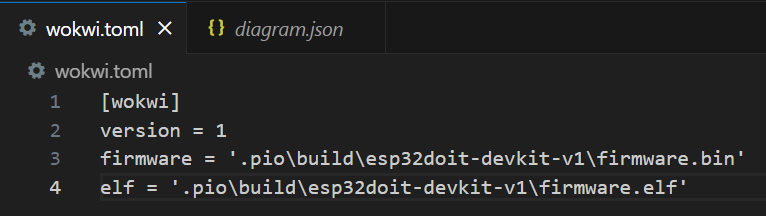 wokwi.toml
{} diagram.json
wokwi.toml
1 [wokwi]
2 version = 1
3 firmware = '.pio\build\esp32doit-devkit-v1\firmware.bin'
4 elf = '.pio\build\esp32doit-devkit-v1\firmware.elf'